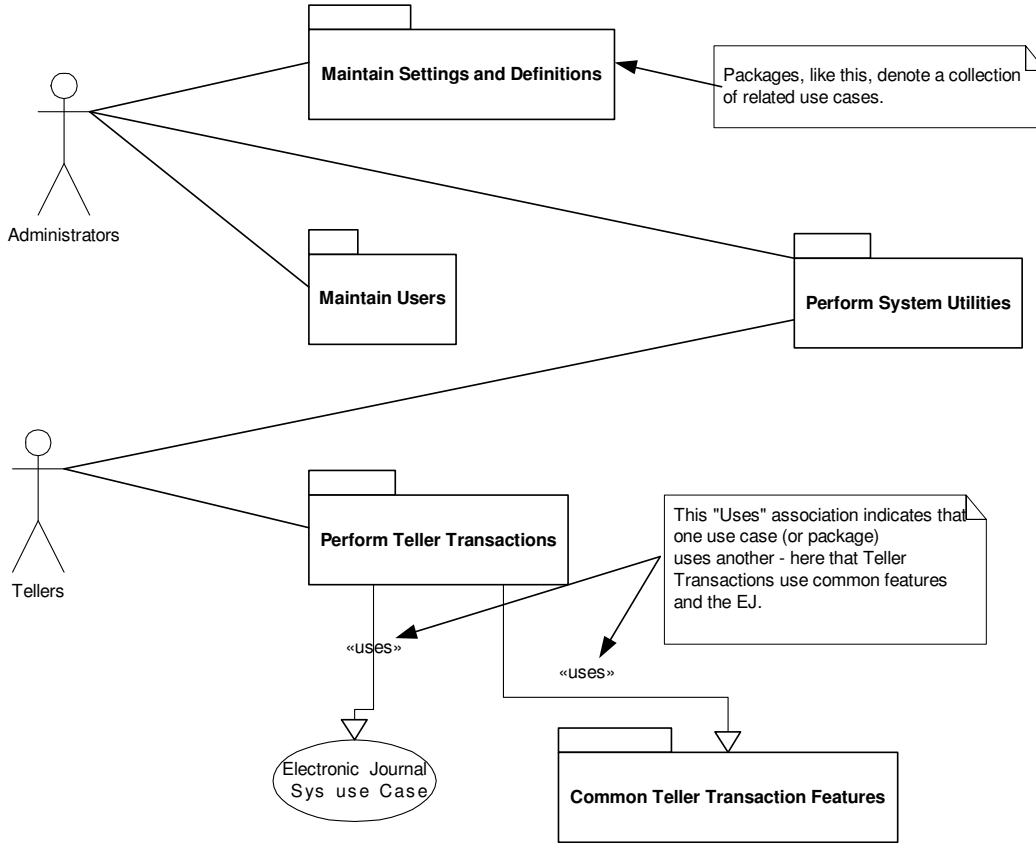 Maintain Settings and Definitions
Packages, like this, denote a collection
of related use cases.
Administrators
Maintain Users
Perform System Utilities
Perform Teller Transactions
This "Uses" association indicates that
one use case (or package)
uses another - here that Teller
Transactions use common features
and the EJ.
Tellers
«uses»
«uses»
Electronic Journal
Sys use Case
Common Teller Transaction Features